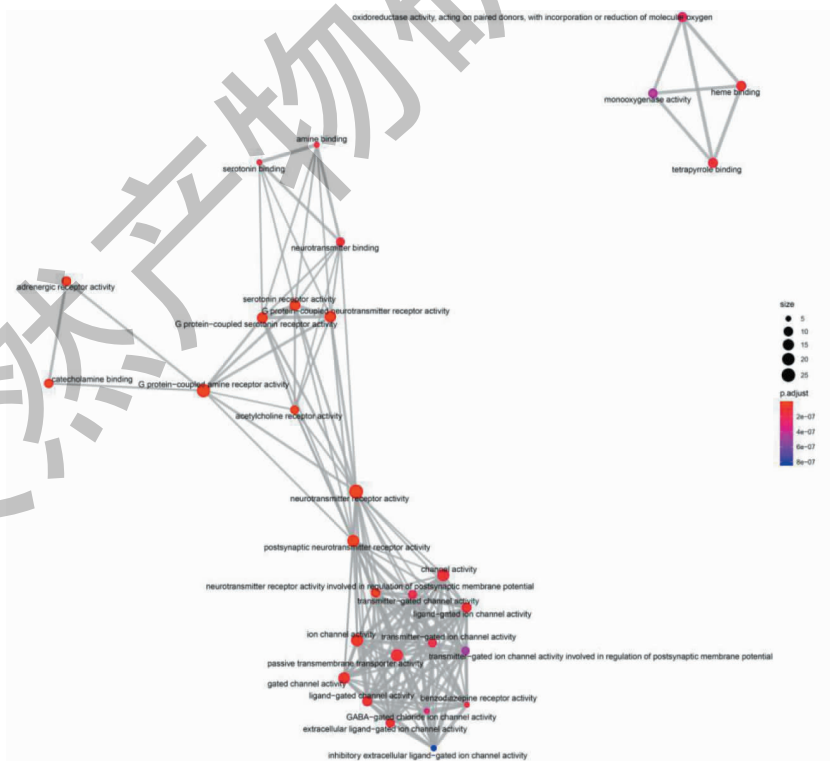 oxidoreductase activity, acting on paired donors, with incorporation or reduction of molecular oxygen
heme binding
monooxygenase activity
tetrapyrrole binding
amine binding
serotonin binding
neurotransmitter binding
adrenergic receptor activity
serotonin receptor activity
G protein-coupled neurotransmitter receptor activity
G protein-coupled serotonin receptor activity
catecholamine binding
G protein-coupled amine receptor activity
acetylcholine receptor activity
neurotransmitter receptor activity
postsynaptic neurotransmitter receptor activity
channel activity
neurotransmitter receptor activity involved in regulation of postsynaptic membrane potential
transmitter-gated channel activity
ligand-gated ion channel activity
ion channel activity
transmitter-gated ion channel activity
transmitter-gated ion channel activity involved in regulation of postsynaptic membrane potential
passive transmembrane transporter activity
gated channel activity
ligand-gated channel activity
benzodiazepine receptor activity
GABA-gated chloride ion channel activity
extracellular ligand-gated ion channel activity
inhibitory extracellular ligand-gated ion channel activity
size
5
10
15
20
25
p.adjust
2e-07
4e-07
6e-07
8e-07
然产物研